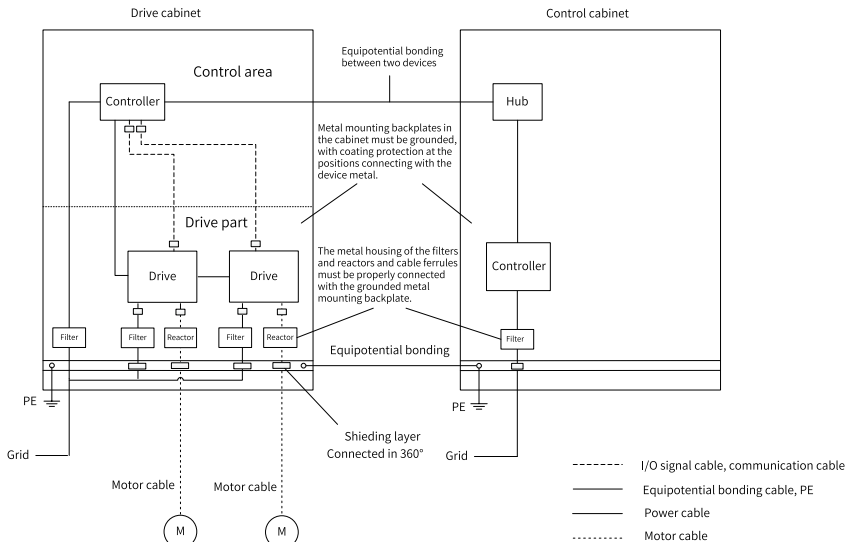 Drive cabinet
Control cabinet
Equipotential bonding
between two devices
Control area
Controller
Hub
Metal mounting backplates in
the cabinet must be grounded,
with coating protection at the
positions connecting with the
device metal.
Drive part
The metal housing of the filters
and reactors and cable ferrules
must be properly connected
with the grounded metal
mounting backplate.
Drive
Drive
Controller
Filter
Filter
Reactor
Filter
Reactor
Filter
Equipotential bonding
PE
PE
Shieding layer
Connected in 360°
Grid
Grid
Motor cable
Motor cable
M
M
I/O signal cable, communication cable
Equipotential bonding cable, PE
Power cable
Motor cable